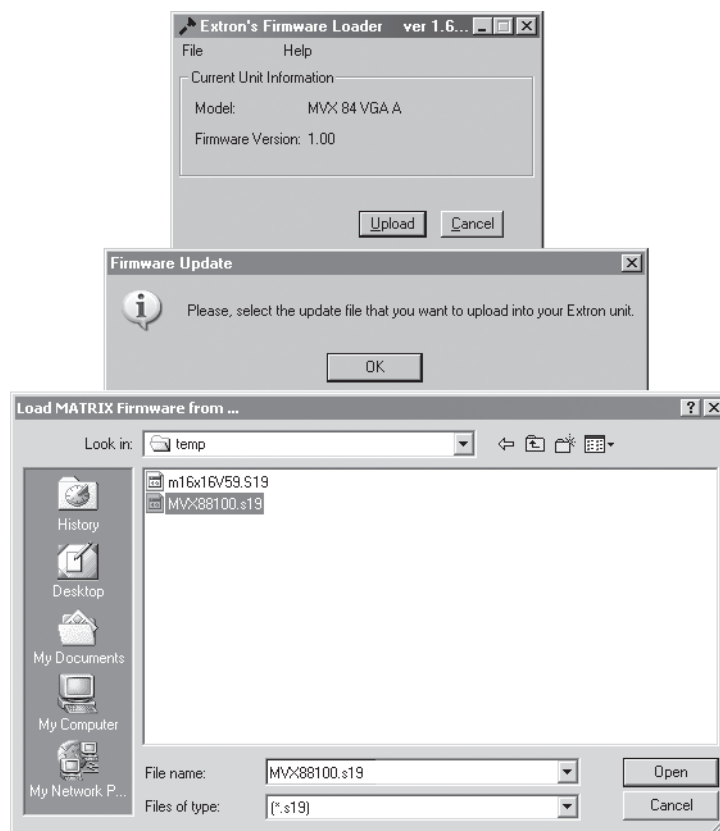 Extron's Firmware Loader ver 1.6...
File Help
Current Unit Information
Model: MVX 84 VGA A
Firmware Version: 1.00
Upload Cancel
Firmware Update
Please, select the update file that you want to upload into your Extron unit.
OK
Load MATRIX Firmware from ...
Look in: temp
m16x16V59.S19
MVX88100.s19
History
Desktop
My Documents
My Computer
My Network P...
File name: MVX88100.s19 Open
Files of type: (*.s19) Cancel